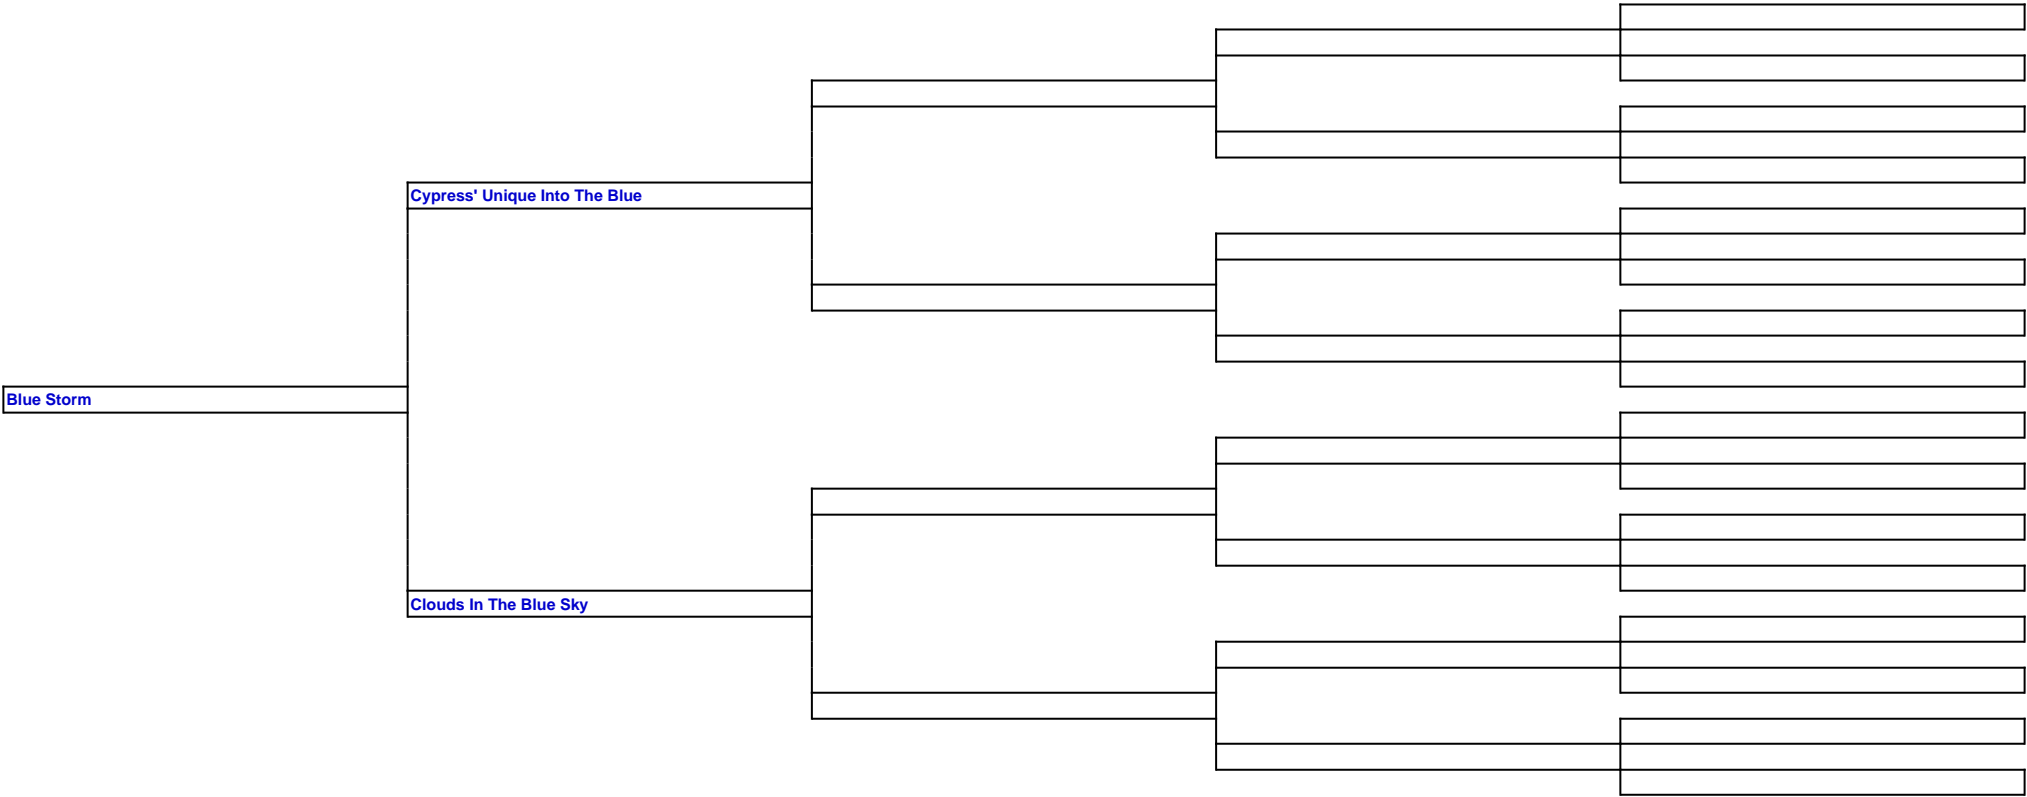 Cypress' Unique Into The Blue
Blue Storm
Clouds In The Blue Sky